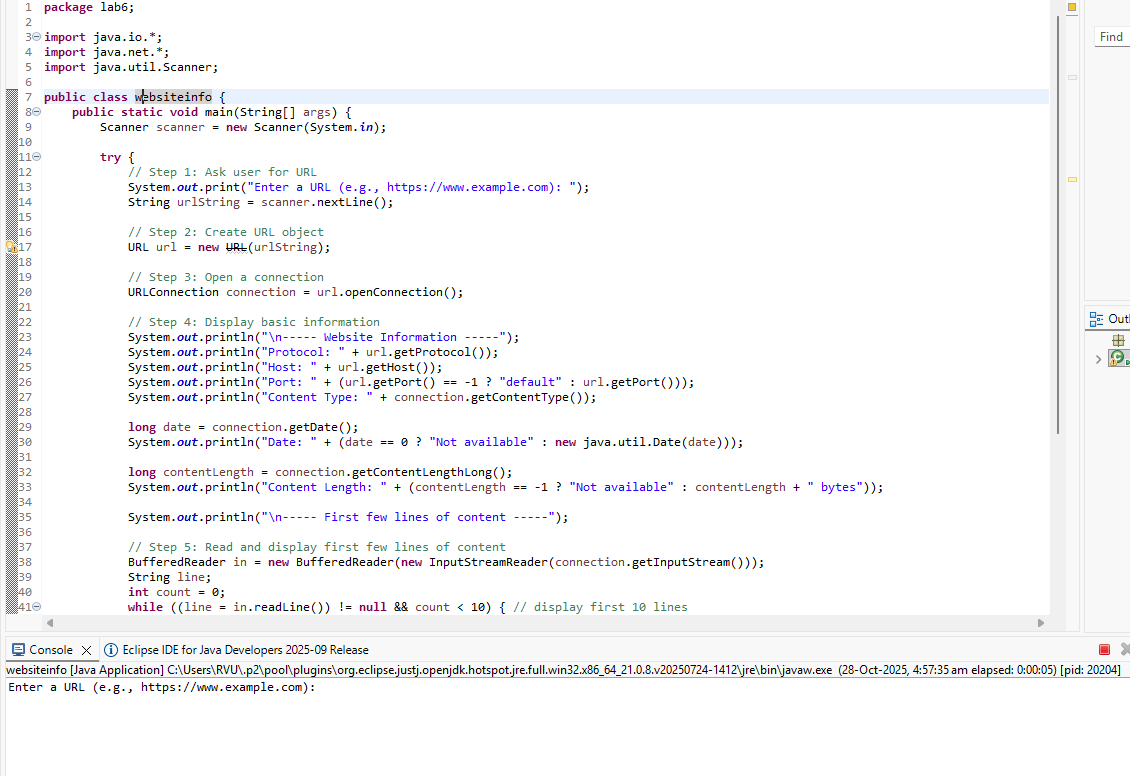 1 package lab6;
2
3 import java.io.*;
4 import java.net.*;
5 import java.util.Scanner;
6
7 public class websiteinfo {
8 public static void main(String[] args) {
9 Scanner scanner = new Scanner(System.in);
10
11 try {
12 // Step 1: Ask user for URL
13 System.out.print("Enter a URL (e.g., https://www.example.com): ");
14 String urlString = scanner.nextLine();
15
16 // Step 2: Create URL object
17 URL url = new URL(urlString);
18
19 // Step 3: Open a connection
20 URLConnection connection = url.openConnection();
21
22 // Step 4: Display basic information
23 System.out.println("\n----- Website Information -----");
24 System.out.println("Protocol: " + url.getProtocol());
25 System.out.println("Host: " + url.getHost());
26 System.out.println("Port: " + (url.getPort() == -1 ? "default" : url.getPort()));
27 System.out.println("Content Type: " + connection.getContentType());
28
29 long date = connection.getDate();
30 System.out.println("Date: " + (date == 0 ? "Not available" : new java.util.Date(date)));
31
32 long contentLength = connection.getContentLengthLong();
33 System.out.println("Content Length: " + (contentLength == -1 ? "Not available" : contentLength + " bytes"));
34
35 System.out.println("\n----- First few lines of content -----");
36
37 // Step 5: Read and display first few lines of content
38 BufferedReader in = new BufferedReader(new InputStreamReader(connection.getInputStream()));
39 String line;
40 int count = 0;
41 while ((line = in.readLine()) != null && count < 10) { // display first 10 lines
Find
Outl
Console Eclipse IDE for Java Developers 2025-09 Release
websiteinfo [Java Application] C:\Users\RVU\.p2\pool\plugins\org.eclipse.justj.openjdk.hotspot.jre.full.win32.x86_64_21.0.8.v20250724-1412\jre\bin\javaw.exe (28-Oct-2025, 4:57:35 am elapsed: 0:00:05) [pid: 20204]
Enter a URL (e.g., https://www.example.com):